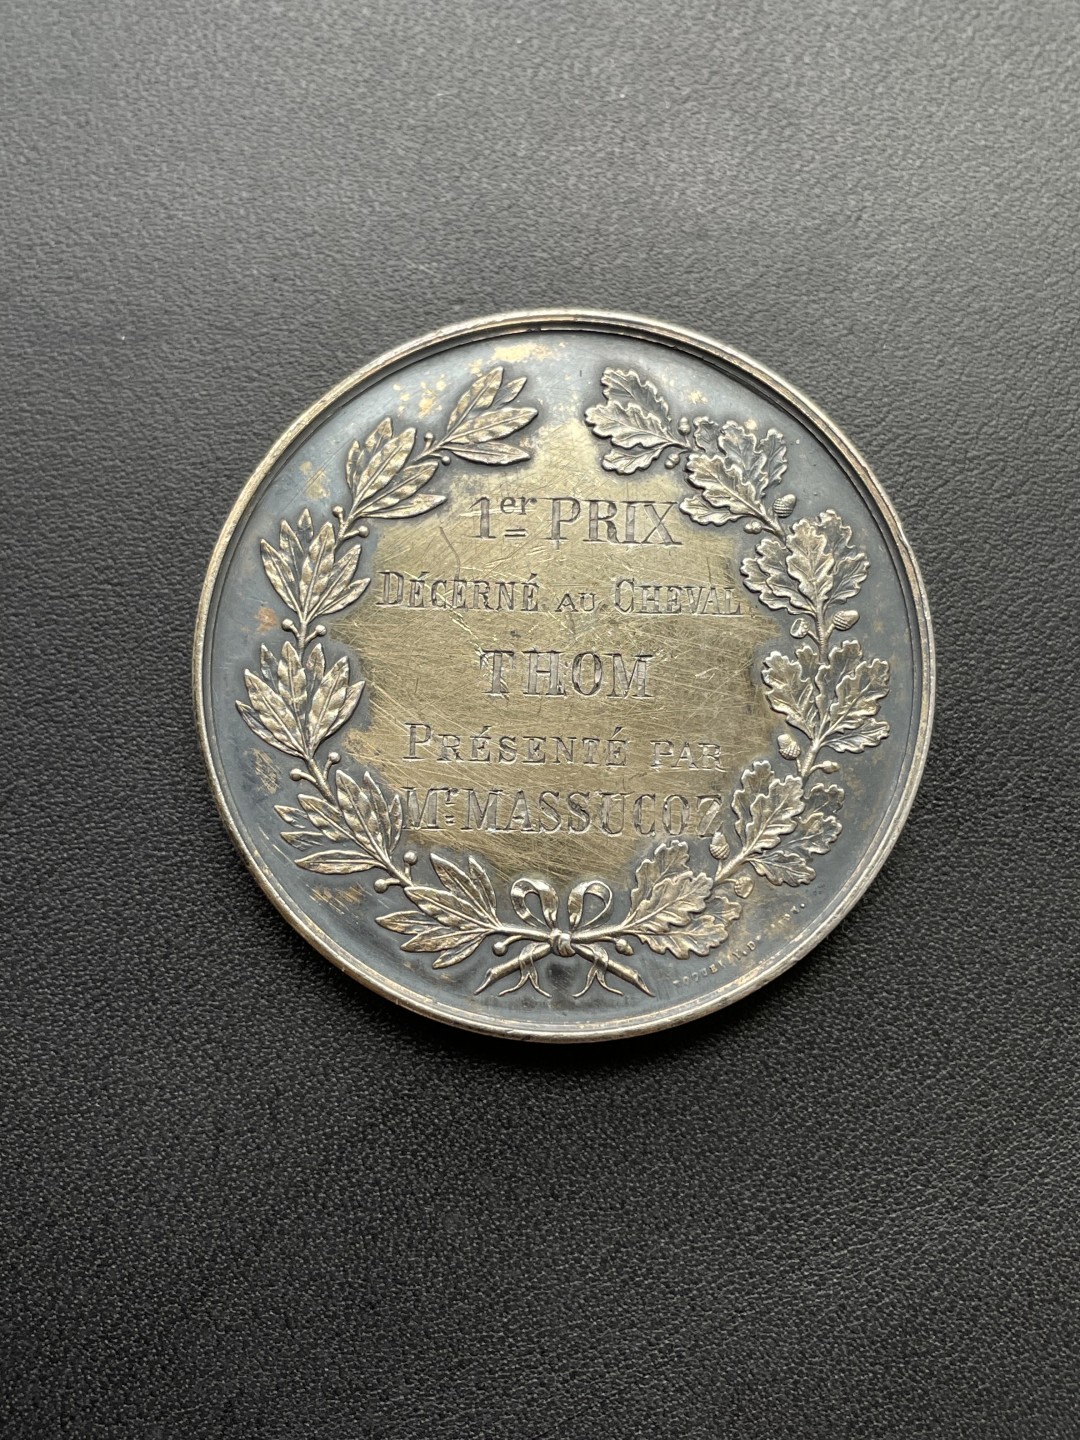 1er PRIX
DÉCERNÉ AU CHEVAL
THOM
PRÉSENTÉ PAR
Mr MASSUCOZ